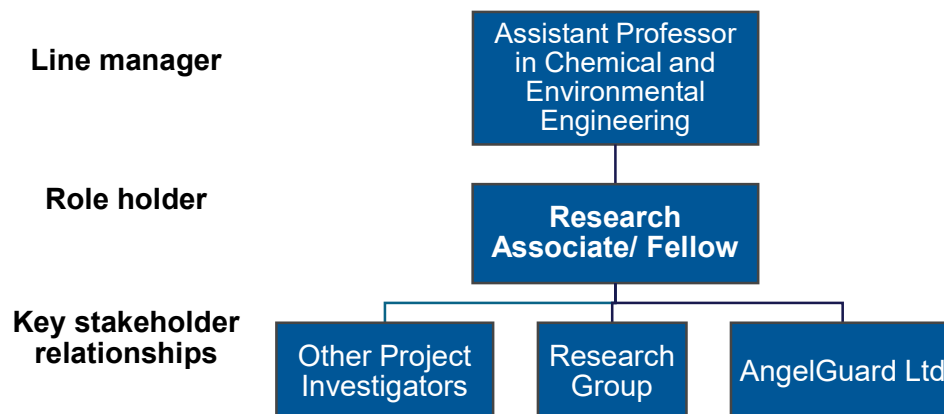 Line manager
Assistant Professor
in Chemical and
Environmental
Engineering
Role holder
Research
Associate/ Fellow
Key stakeholder
relationships
Other Project
Investigators
Research
Group
AngelGuard Ltd